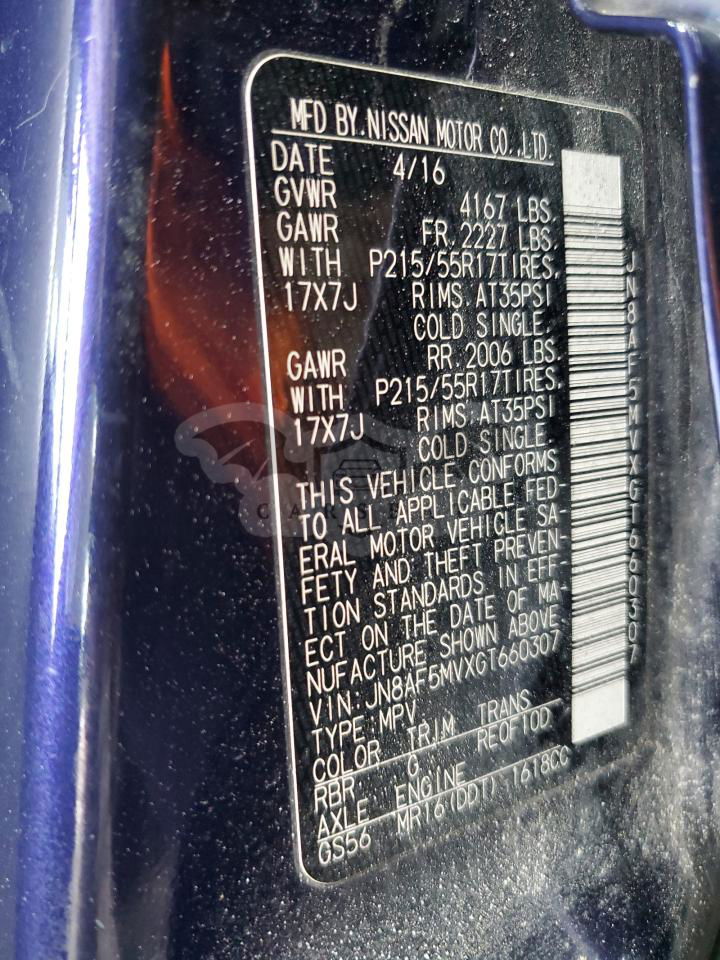 MFD BY.NISSAN MOTOR CO.,LTD.
DATE 4/16
GVWR 4167 LBS.
GAWR FR.2227 LBS.
WITH P215/55R17TIRES,
17X7J RIMS AT35PSI
COLD SINGLE.
GAWR RR 2006 LBS.
WITH P215/55R17TIRES,
17X7J RIMS AT35PSI
COLD SINGLE.
THIS VEHICLE CONFORMS
TO ALL APPLICABLE FED-
ERAL MOTOR VEHICLE SA-
FETY AND THEFT PREVEN-
TION STANDARDS IN EFF-
ECT ON THE DATE OF MA-
NUFACTURE SHOWN ABOVE
VIN:JN8AF5MVXGT660307
TYPE:MPV
COLOR TRIM TRANS
RBR G RE0F10D
AXLE ENGINE
GS56 MR16(DDT) 1618CC
JN8AF5MVXGT660307